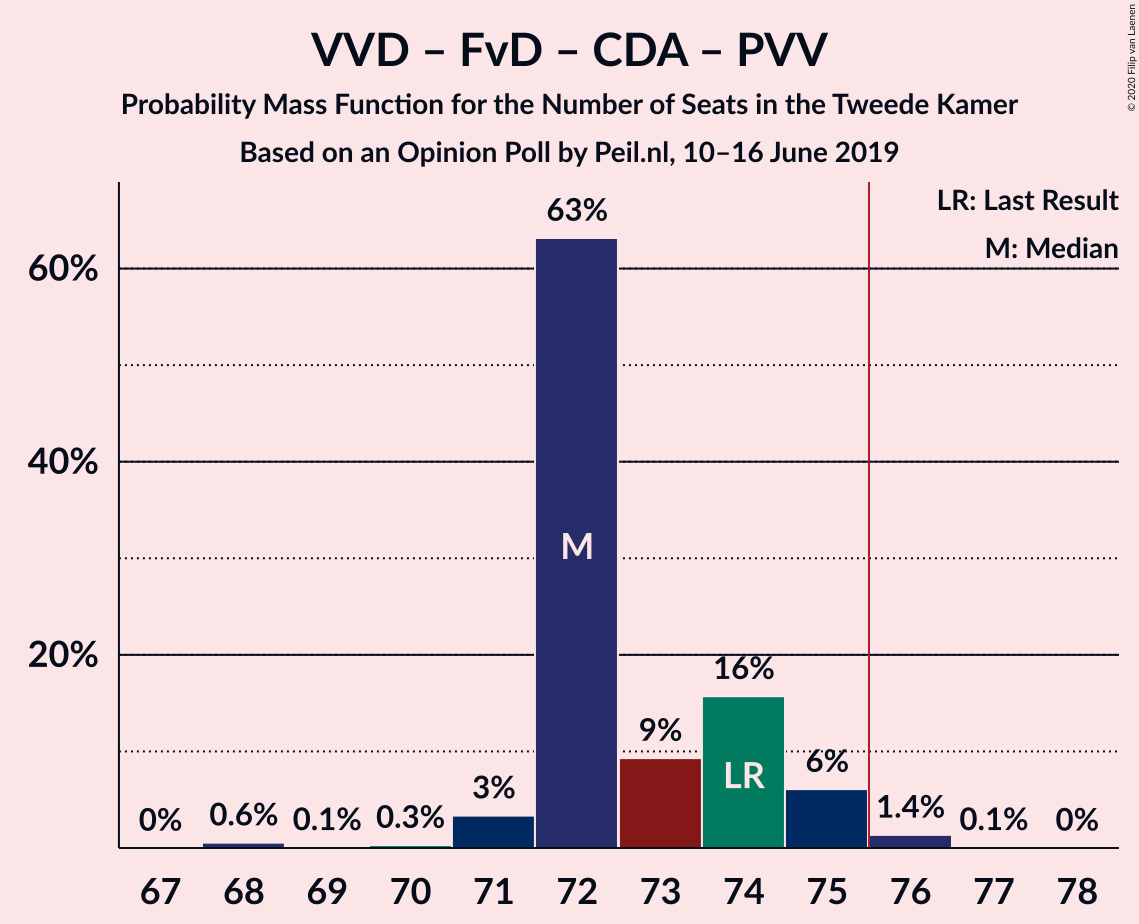 VVD – FvD – CDA – PVV
Probability Mass Function for the Number of Seats in the Tweede Kamer
Based on an Opinion Poll by Peil.nl, 10–16 June 2019
© 2020 Filip van Laenen
LR: Last Result
M: Median
60%
40%
20%
0%
0.6%
0.1%
0.3%
3%
63%
9%
16%
6%
1.4%
0.1%
0%
M
LR
67 68 69 70 71 72 73 74 75 76 77 78